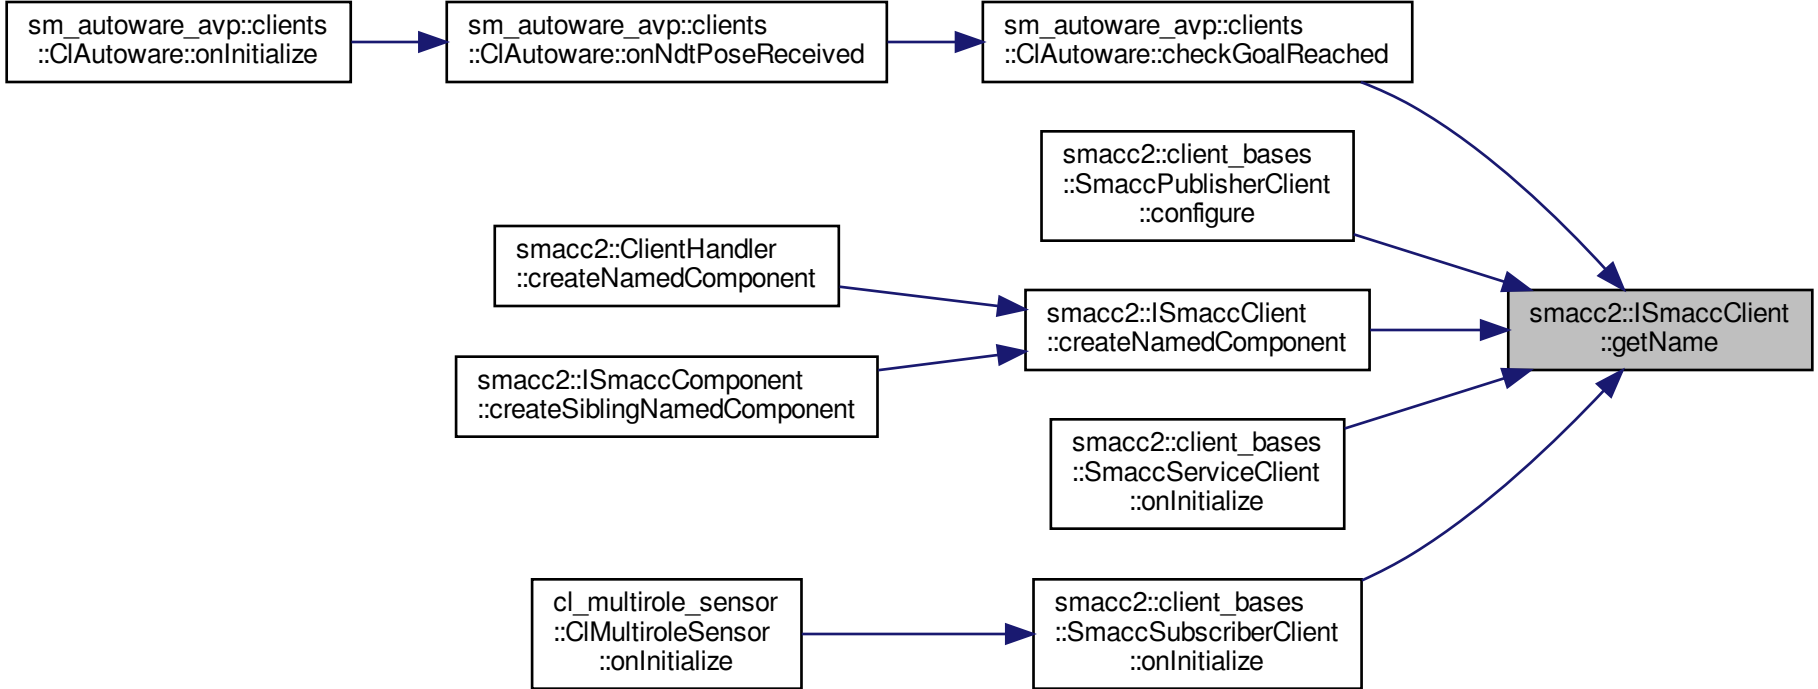 sm_autoware_avp::clients
::ClAutoware::onInitialize
sm_autoware_avp::clients
::ClAutoware::onNdtPoseReceived
sm_autoware_avp::clients
::ClAutoware::checkGoalReached
smacc2::client_bases
::SmaccPublisherClient
::configure
smacc2::ClientHandler
::createNamedComponent
smacc2::ISmaccClient
::createNamedComponent
smacc2::ISmaccClient
::getName
smacc2::ISmaccComponent
::createSiblingNamedComponent
smacc2::client_bases
::SmaccServiceClient
::onInitialize
cl_multirole_sensor
::ClMultiroleSensor
::onInitialize
smacc2::client_bases
::SmaccSubscriberClient
::onInitialize